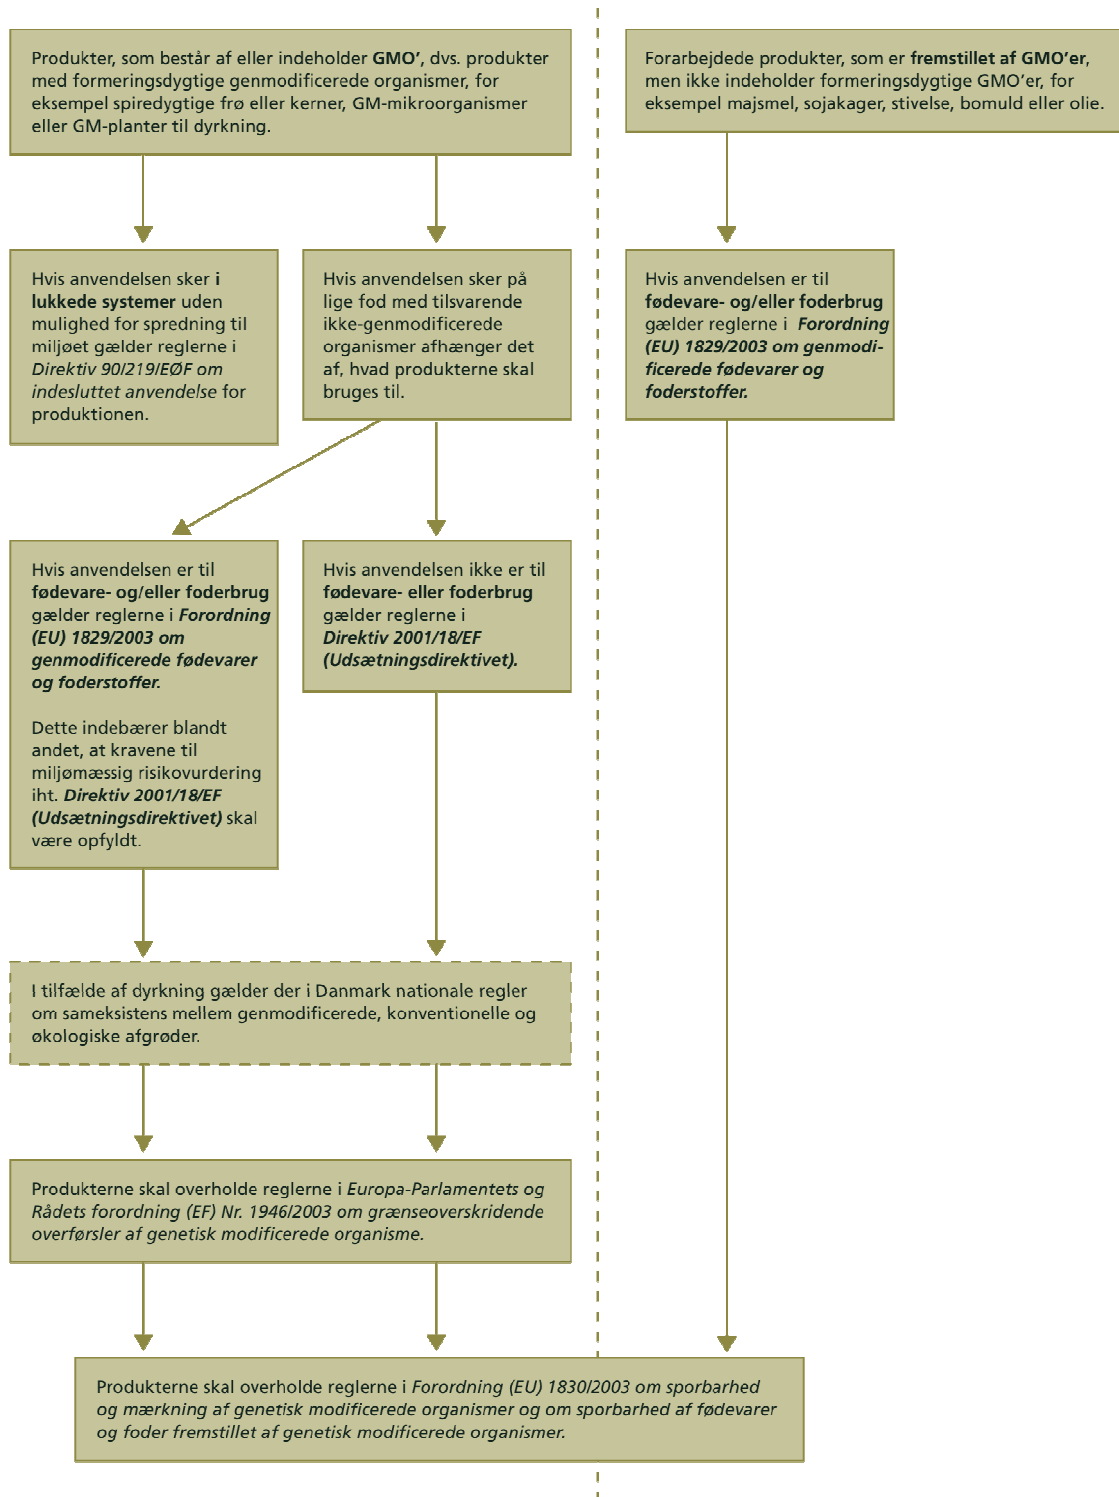 Produkter, som består af eller indeholder GMO’, dvs. produkter
med formeringsdygtige genmodificerede organismer, for
eksempel spiredygtige frø eller kerner, GM-mikroorganismer
eller GM-planter til dyrkning.
Forarbejdede produkter, som er fremstillet af GMO’er,
men ikke indeholder formeringsdygtige GMO’er, for
eksempel majsmel, sojakager, stivelse, bomuld eller olie.
Hvis anvendelsen sker i
lukkede systemer uden
mulighed for spredning til
miljøet gælder reglerne i
Direktiv 90/219/EØF om
indesluttet anvendelse for
produktionen.
Hvis anvendelsen sker på
lige fod med tilsvarende
ikke-genmodificerede
organismer afhænger det
af, hvad produkterne skal
bruges til.
Hvis anvendelsen er til
fødevare- og/eller foderbrug
gælder reglerne i Forordning
(EU) 1829/2003 om genmodi-
ficerede fødevarer og
foderstoffer.
Hvis anvendelsen er til
fødevare- og/eller foderbrug
gælder reglerne i Forordning
(EU) 1829/2003 om
genmodificerede fødevarer
og foderstoffer.
Dette indebærer blandt
andet, at kravene til
miljømæssig risikovurdering
iht. Direktiv 2001/18/EF
(Udsætningsdirektivet) skal
være opfyldt.
Hvis anvendelsen ikke er til
fødevare- eller foderbrug
gælder reglerne i
Direktiv 2001/18/EF
(Udsætningsdirektivet).
I tilfælde af dyrkning gælder der i Danmark nationale regler
om sameksistens mellem genmodificerede, konventionelle og
økologiske afgrøder.
Produkterne skal overholde reglerne i Europa-Parlamentets og
Rådets forordning (EF) Nr. 1946/2003 om grænseoverskridende
overførsler af genetisk modificerede organisme.
Produkterne skal overholde reglerne i Forordning (EU) 1830/2003 om sporbarhed
og mærkning af genetisk modificerede organismer og om sporbarhed af fødevarer
og foder fremstillet af genetisk modificerede organismer.